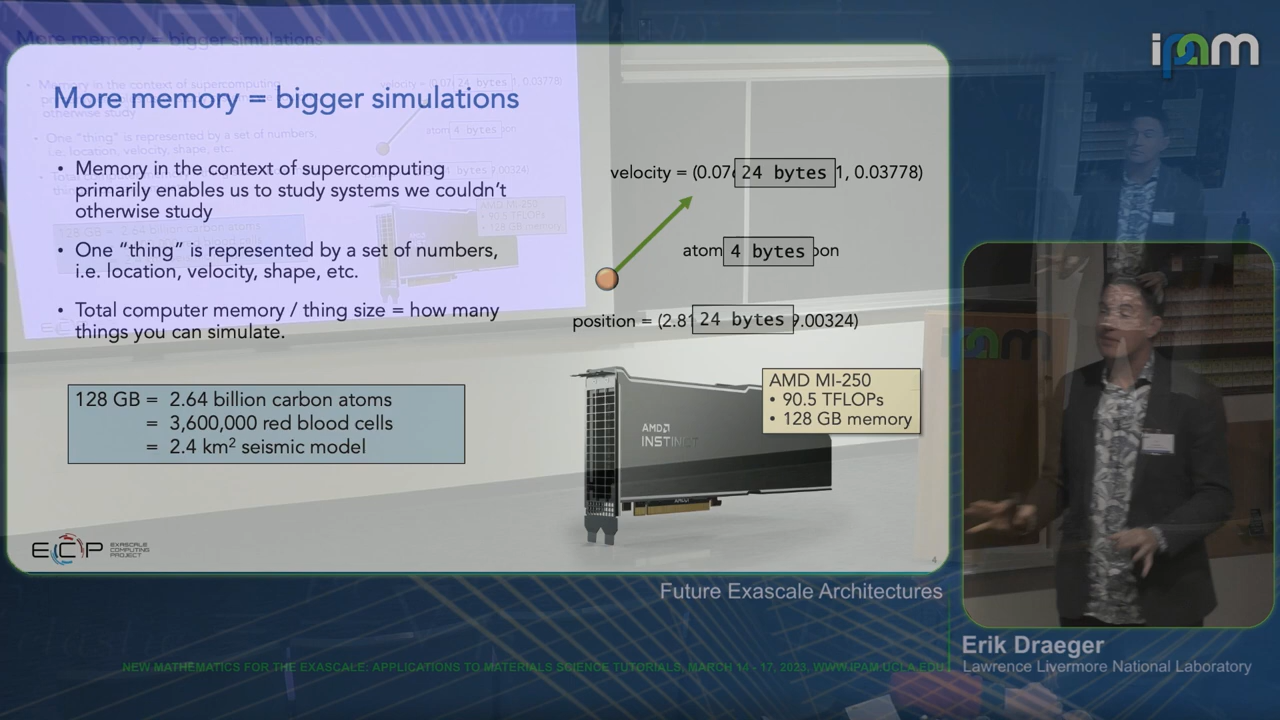 ipam
More memory = bigger simulations
• Memory in the context of supercomputing
primarily enables us to study systems we couldn't
otherwise study
• One “thing” is represented by a set of numbers,
i.e. location, velocity, shape, etc.
• Total computer memory / thing size = how many
things you can simulate.
128 GB = 2.64 billion carbon atoms
= 3,600,000 red blood cells
= 2.4 km² seismic model
velocity = (0.07 24 bytes 1, 0.03778)
atom 4 bytes bon
position = (2.81 24 bytes 9.00324)
AMD MI-250
• 90.5 TFLOPs
• 128 GB memory
AMD
INSTINCT
AMD
ECP EXASCALE
COMPUTING
PROJECT
4
Future Exascale Architectures
Erik Draeger
Lawrence Livermore National Laboratory
NEW MATHEMATICS FOR THE EXASCALE: APPLICATIONS TO MATERIALS SCIENCE TUTORIALS, MARCH 14 - 17, 2023, WWW.IPAM.UCLA.EDU